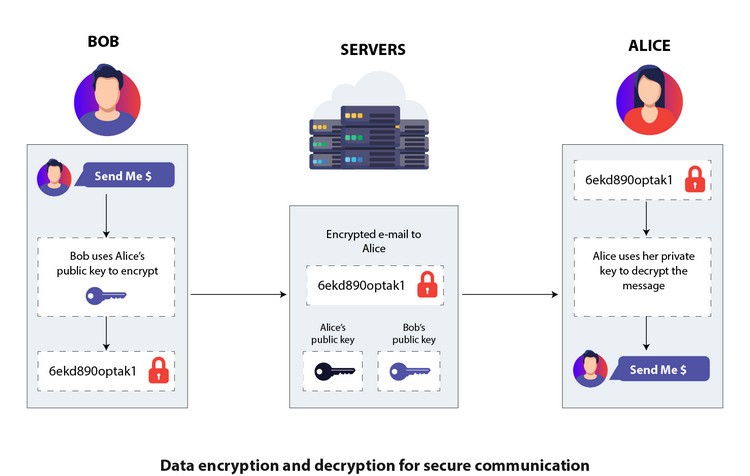 BOB
Send Me $
Bob uses Alice's
public key to encrypt
6ekd890optak1
SERVERS
Encrypted e-mail to
Alice
6ekd890optak1
Alice's
public key
Bob's
public key
ALICE
6ekd890optak1
Alice uses her private
key to decrypt the
message
Send Me $
Data encryption and decryption for secure communication